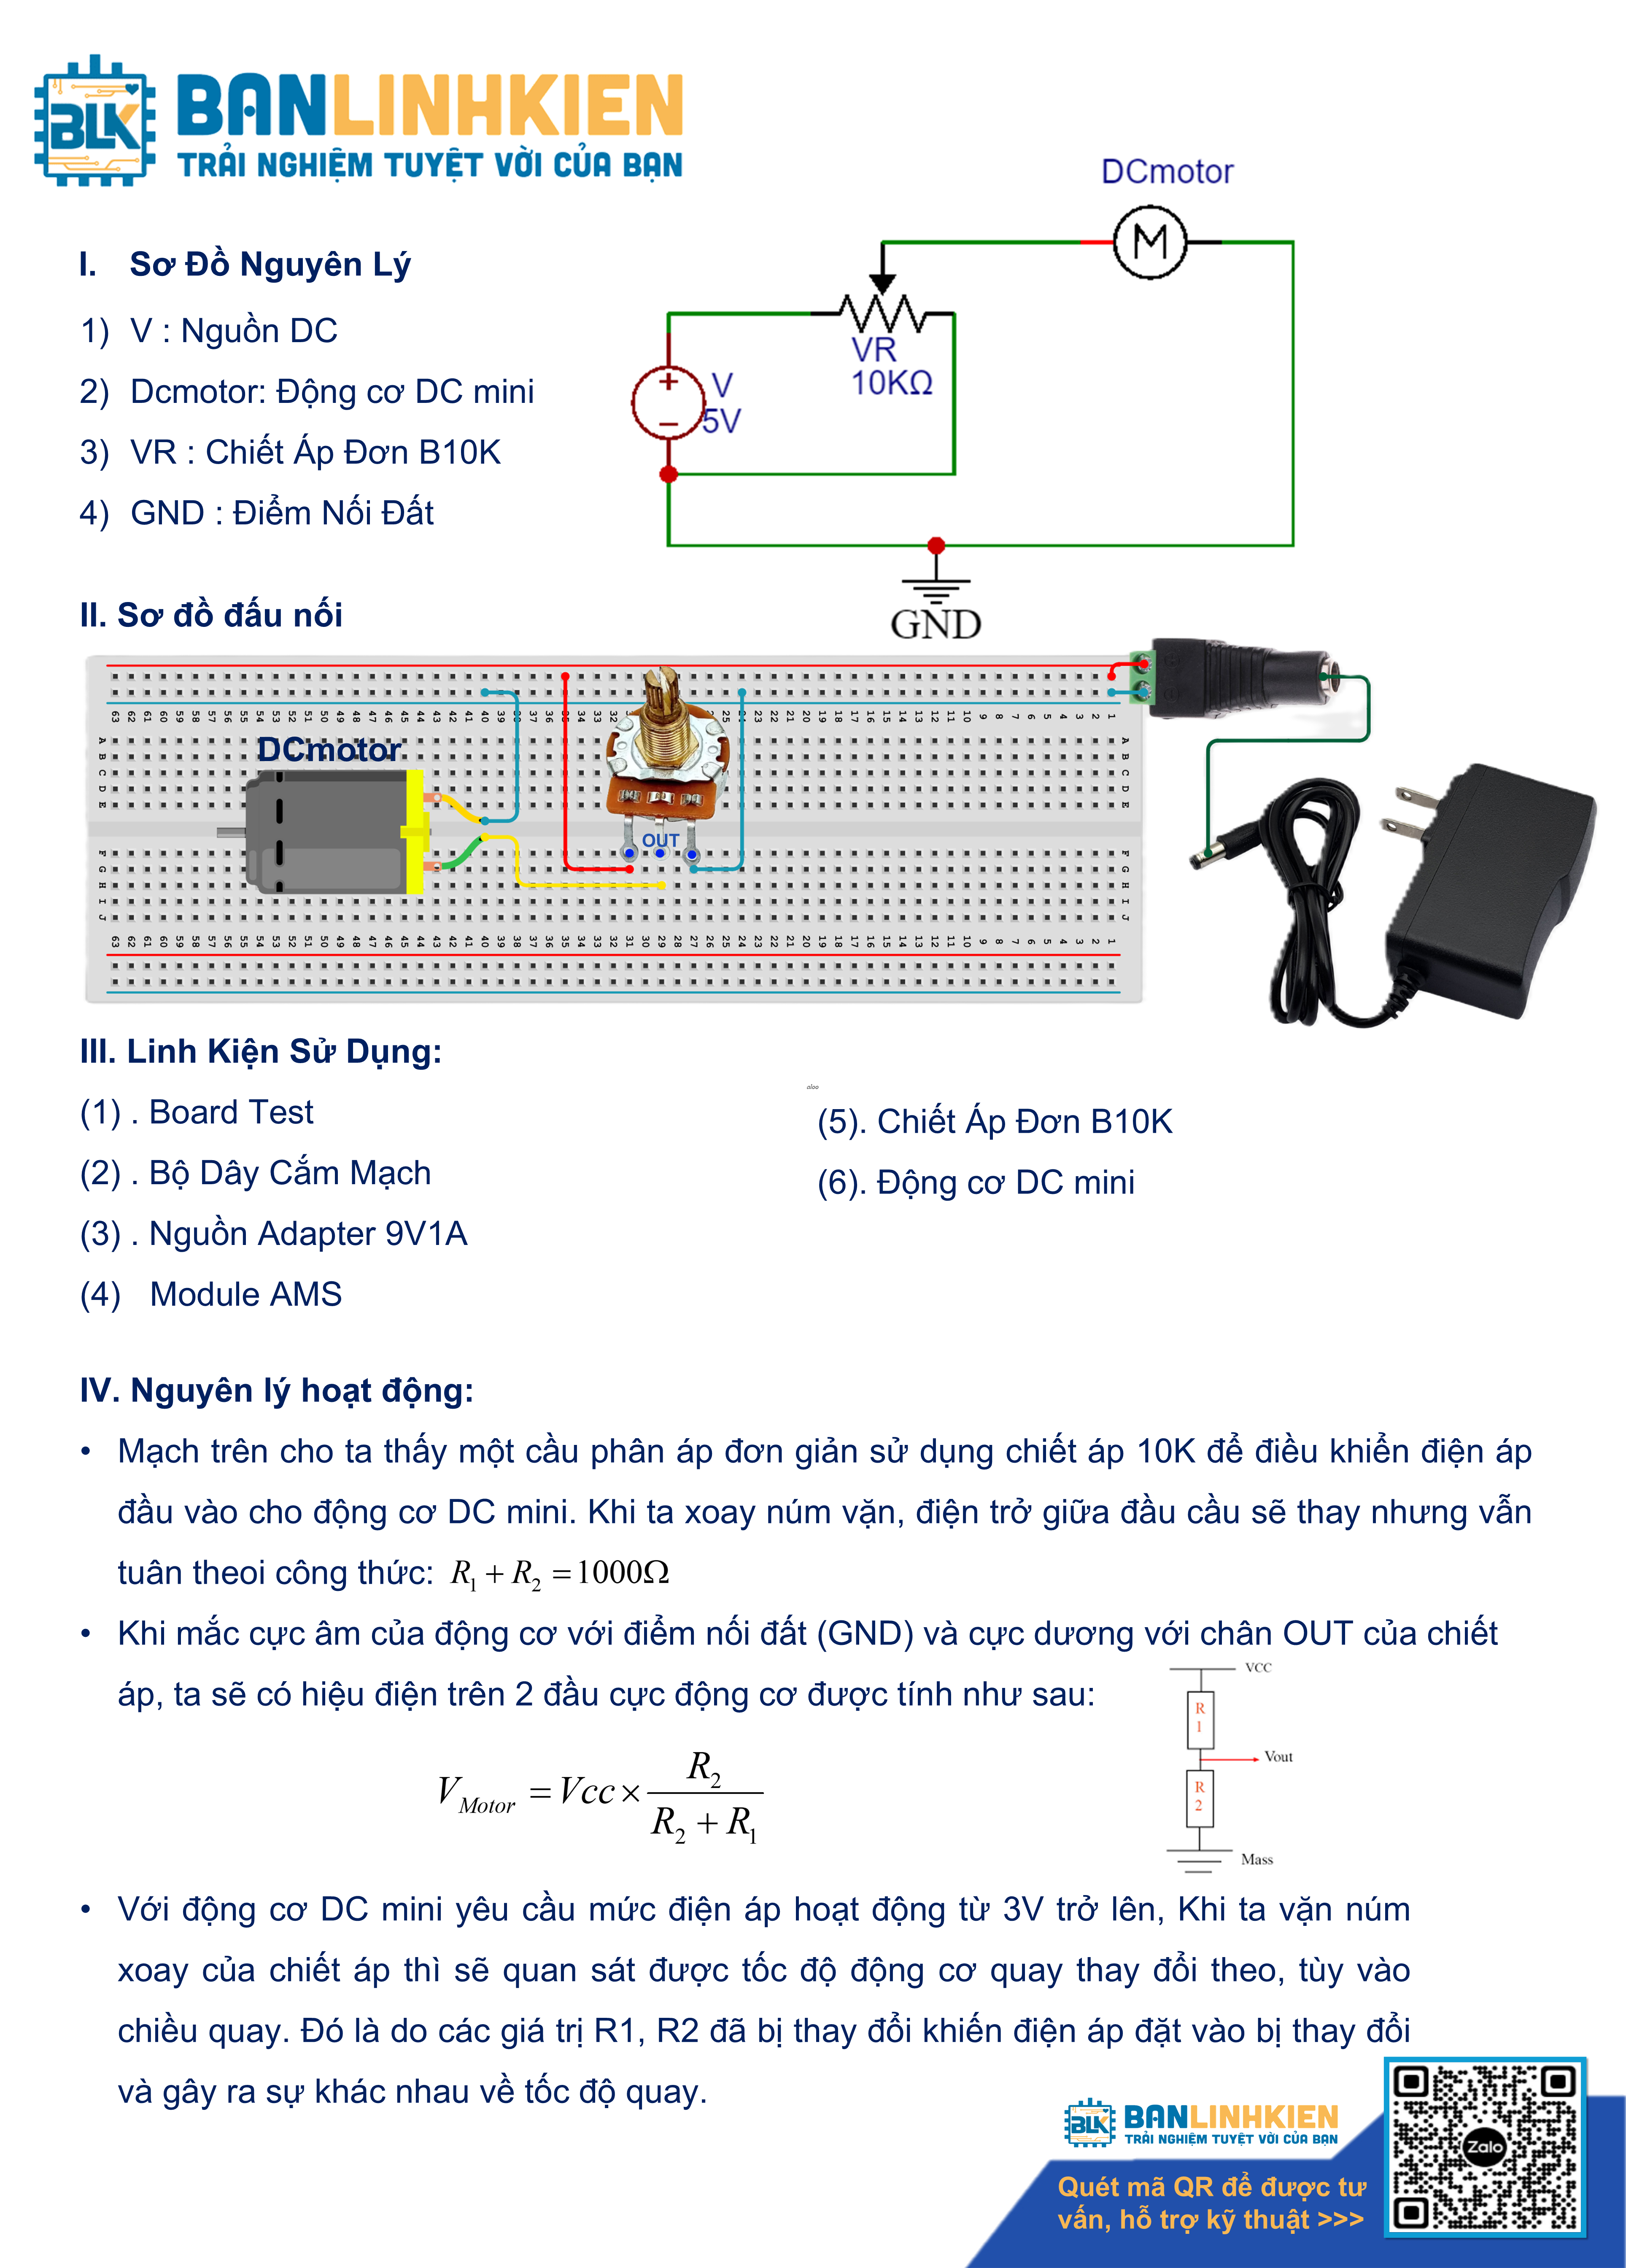 BLK
BANLINHKIEN
TRẢI NGHIỆM TUYỆT VỜI CỦA BẠN
DCmotor
M
I. Sơ Đồ Nguyên Lý
1) V : Nguồn DC
2) Dcmotor: Động cơ DC mini
3) VR : Chiết Áp Đơn B10K
4) GND : Điểm Nối Đất
VR
10KΩ
V
5V
GND
II. Sơ đồ đấu nối
DCmotor
OUT
III. Linh Kiện Sử Dụng:
(1) . Board Test
(2) . Bộ Dây Cắm Mạch
(3) . Nguồn Adapter 9V1A
(4) Module AMS
(5). Chiết Áp Đơn B10K
(6). Động cơ DC mini
IV. Nguyên lý hoạt động:
• Mạch trên cho ta thấy một cầu phân áp đơn giản sử dụng chiết áp 10K để điều khiển điện áp
đầu vào cho động cơ DC mini. Khi ta xoay núm vặn, điện trở giữa đầu cầu sẽ thay nhưng vẫn
tuân theoi công thức: R1 + R2 = 1000Ω
• Khi mắc cực âm của động cơ với điểm nối đất (GND) và cực dương với chân OUT của chiết
áp, ta sẽ có hiệu điện trên 2 đầu cực động cơ được tính như sau:
VCC
R
1
Vout
R
2
Mass
VMotor = Vcc × R2 / (R2 + R1)
• Với động cơ DC mini yêu cầu mức điện áp hoạt động từ 3V trở lên, Khi ta vặn núm
xoay của chiết áp thì sẽ quan sát được tốc độ động cơ quay thay đổi theo, tùy vào
chiều quay. Đó là do các giá trị R1, R2 đã bị thay đổi khiến điện áp đặt vào bị thay đổi
và gây ra sự khác nhau về tốc độ quay.
BLK
BANLINHKIEN
TRẢI NGHIỆM TUYỆT VỜI CỦA BẠN
Quét mã QR để được tư
vấn, hỗ trợ kỹ thuật >>>
Zalo